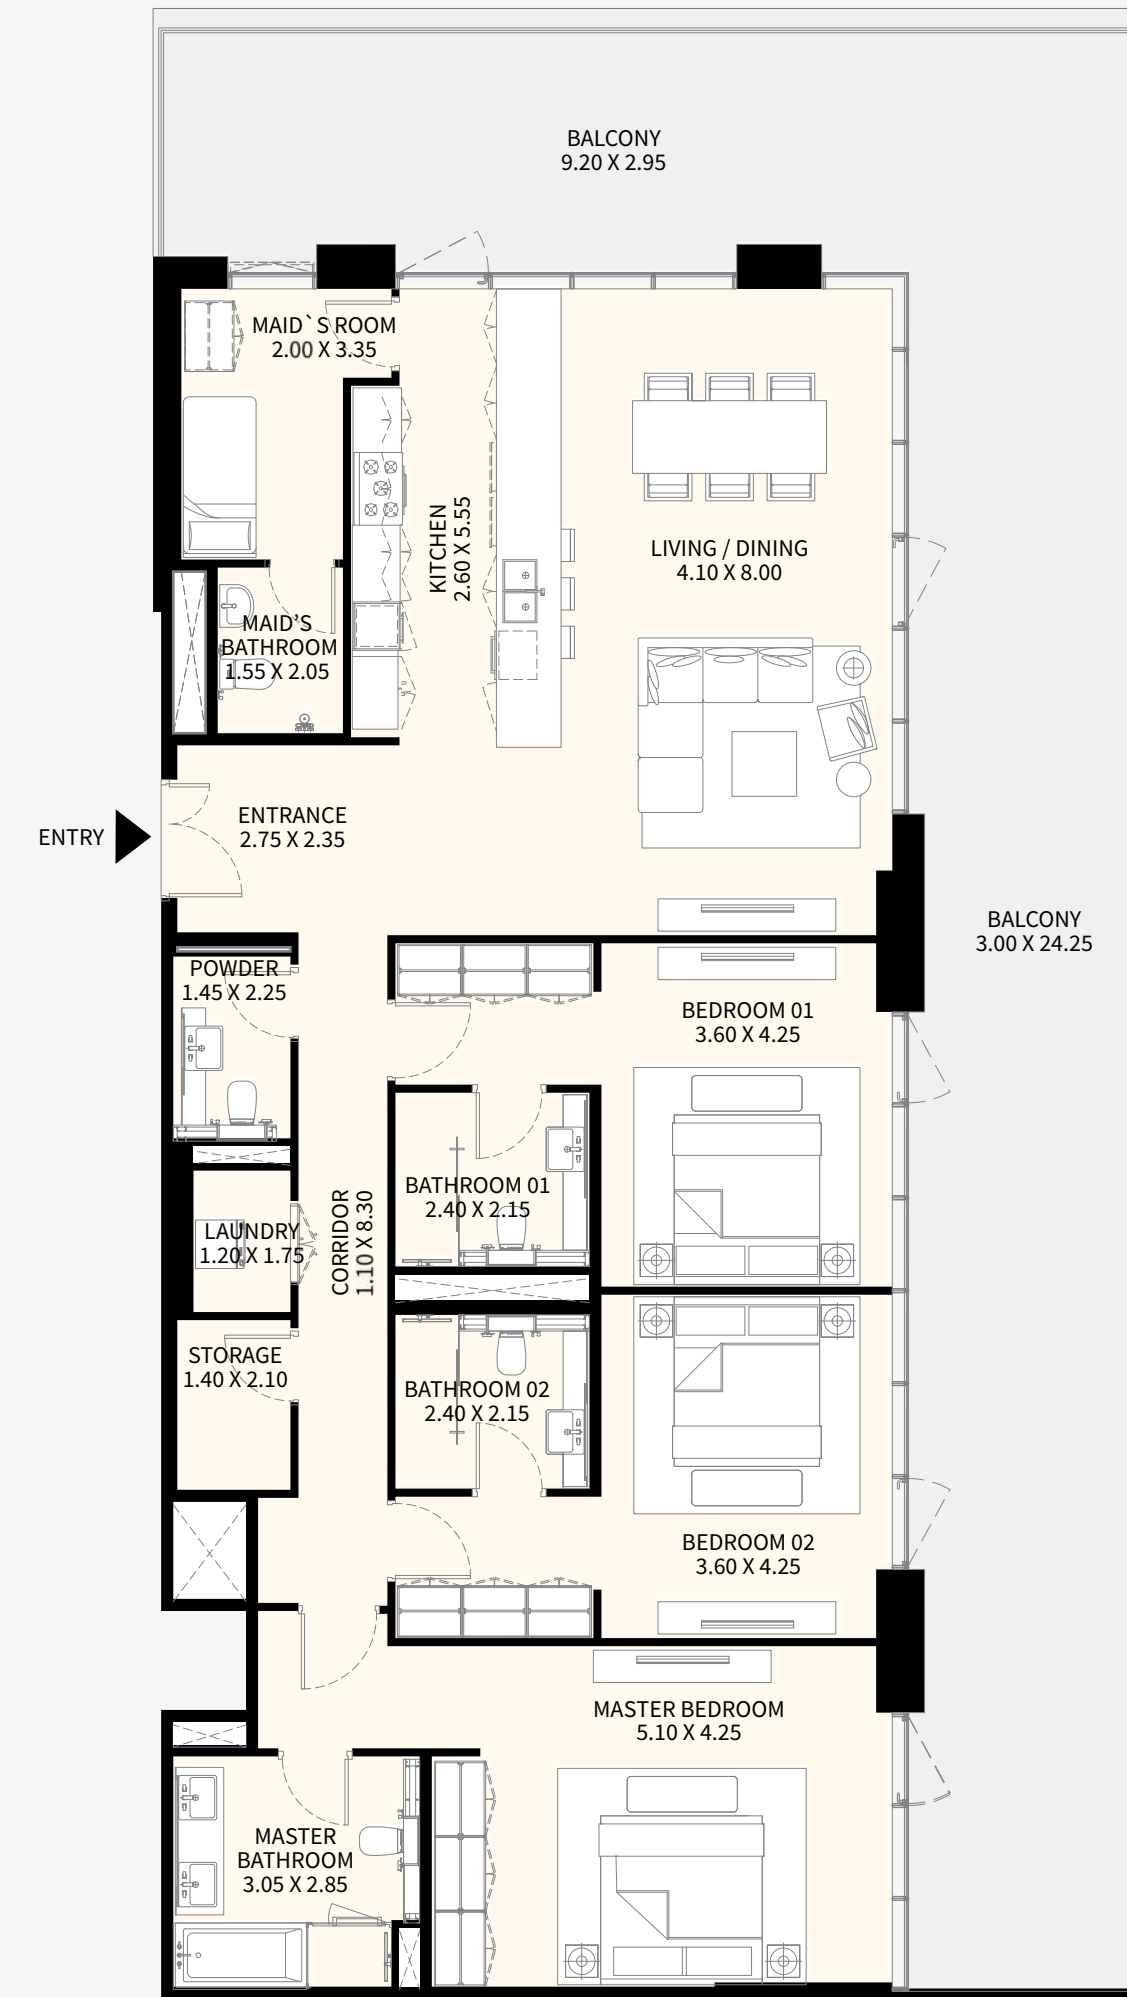 BALCONY
9.20 X 2.95
MAID`S ROOM
2.00 X 3.35
KITCHEN
2.60 X 5.55
LIVING / DINING
4.10 X 8.00
MAID’S
BATHROOM
1.55 X 2.05
ENTRANCE
2.75 X 2.35
ENTRY
BALCONY
3.00 X 24.25
POWDER
1.45 X 2.25
BEDROOM 01
3.60 X 4.25
BATHROOM 01
2.40 X 2.15
LAUNDRY
1.20 X 1.75
CORRIDOR
1.10 X 8.30
STORAGE
1.40 X 2.10
BATHROOM 02
2.40 X 2.15
BEDROOM 02
3.60 X 4.25
MASTER BEDROOM
5.10 X 4.25
MASTER
BATHROOM
3.05 X 2.85